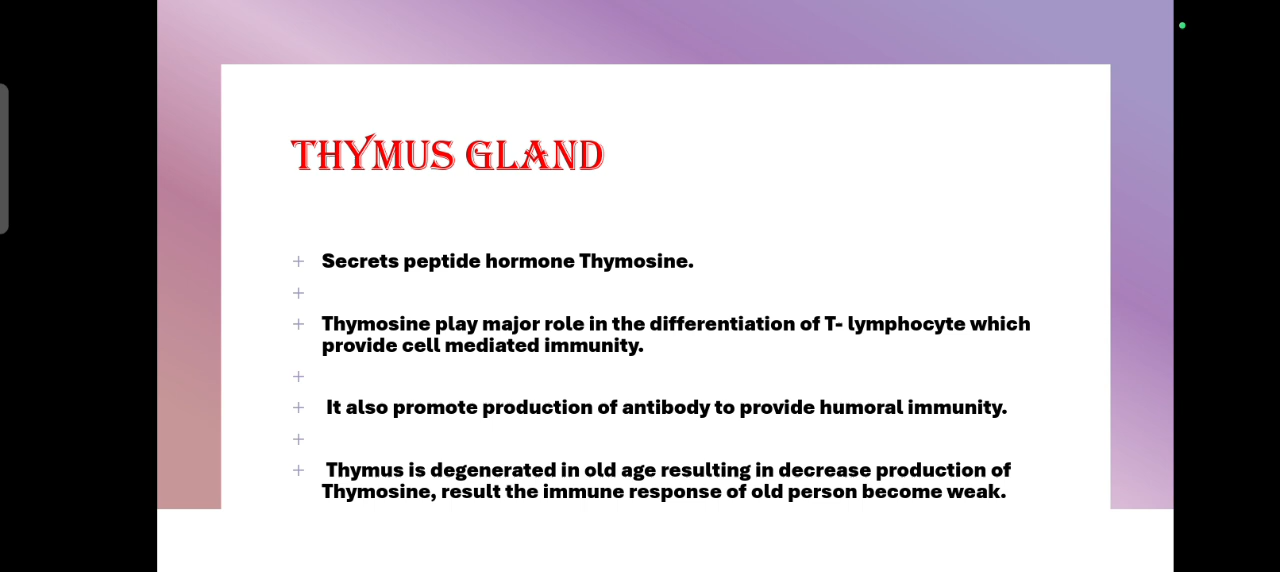 THYMUS GLAND
Secrets peptide hormone Thymosine.
Thymosine play major role in the differentiation of T- lymphocyte which
provide cell mediated immunity.
It also promote production of antibody to provide humoral immunity.
Thymus is degenerated in old age resulting in decrease production of
Thymosine, result the immune response of old person become weak.